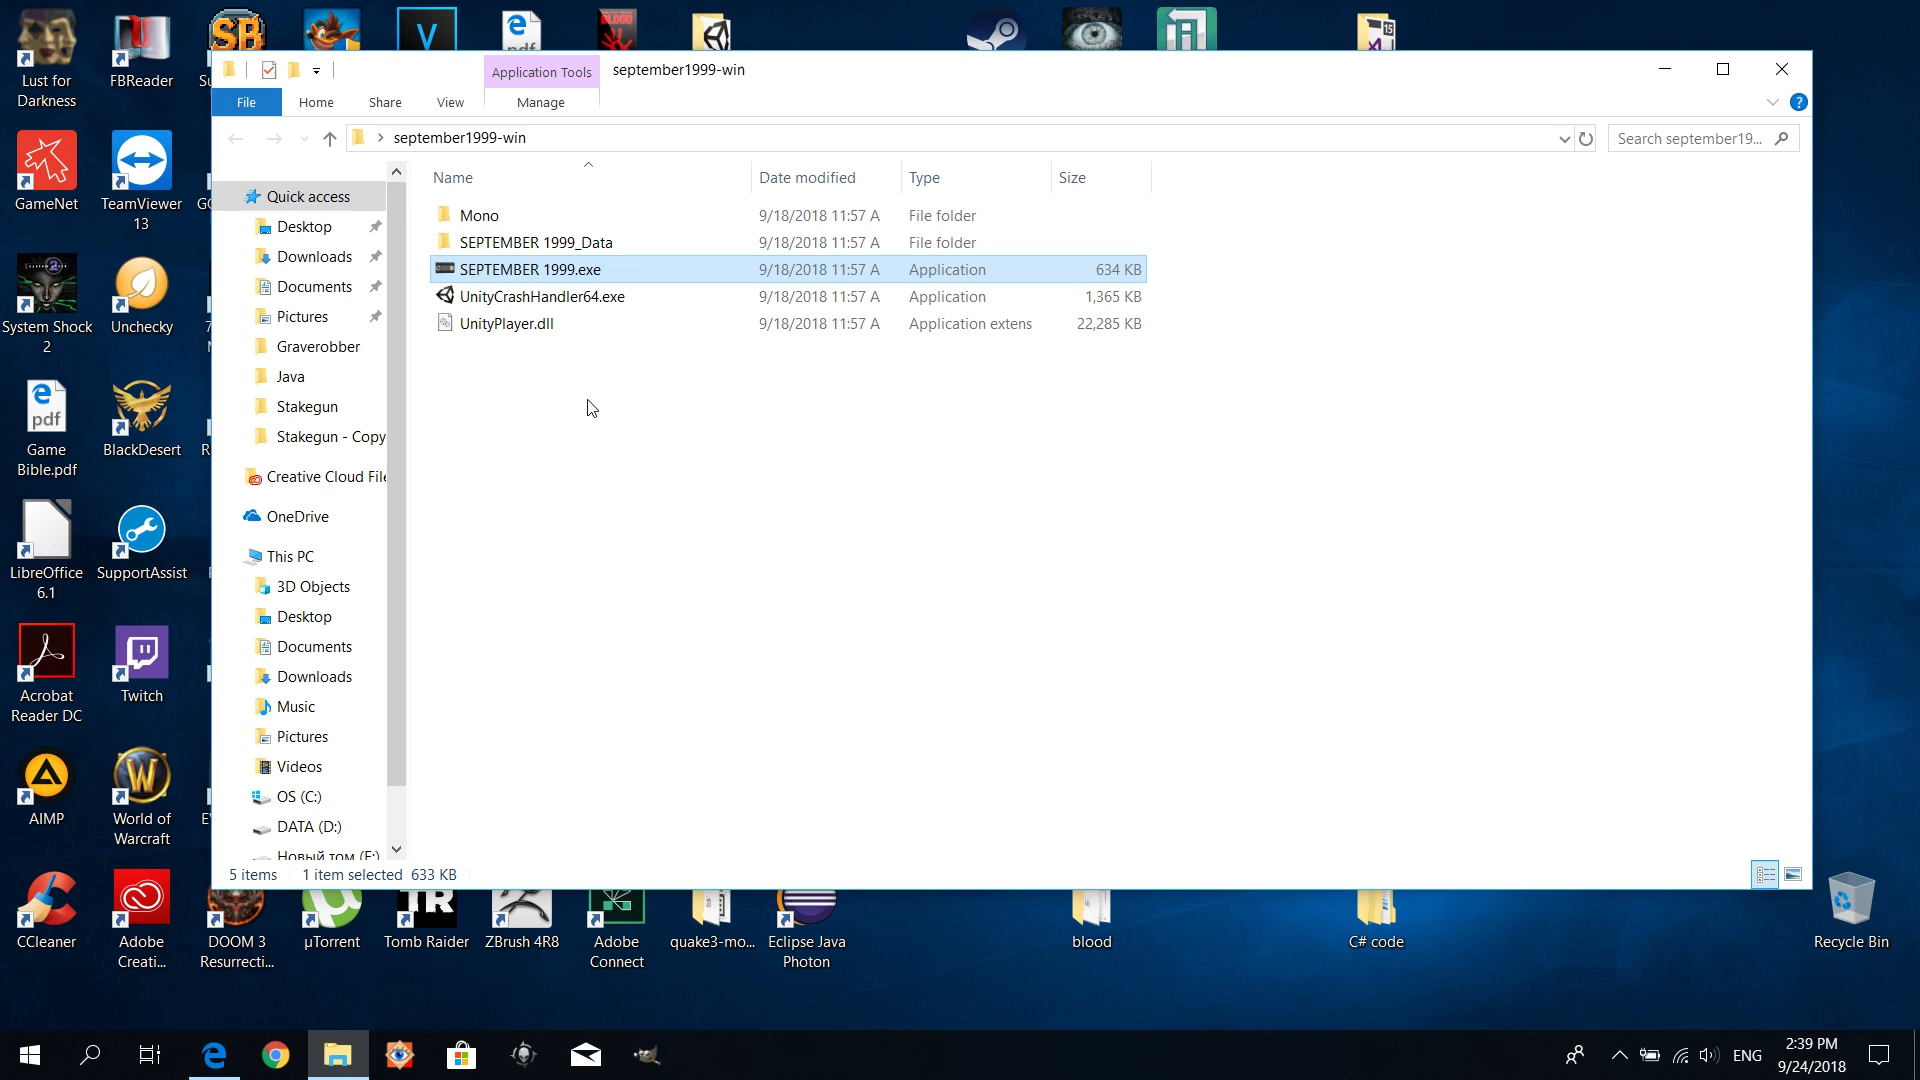 Lust for
Darkness
FBReader
SB
Su
V
pdf
15
Application Tools
september1999-win
File
Home
Share
View
Manage
?
september1999-win
Search september19...
Name
Date modified
Type
Size
Mono
9/18/2018 11:57 A
File folder
SEPTEMBER 1999_Data
9/18/2018 11:57 A
File folder
SEPTEMBER 1999.exe
9/18/2018 11:57 A
Application
634 KB
UnityCrashHandler64.exe
9/18/2018 11:57 A
Application
1,365 KB
UnityPlayer.dll
9/18/2018 11:57 A
Application extens
22,285 KB
Quick access
Desktop
Downloads
Documents
Pictures
Graverobber
Java
Stakegun
Stakegun - Copy
Creative Cloud File
OneDrive
This PC
3D Objects
Desktop
Documents
Downloads
Music
Pictures
Videos
OS (C:)
DATA (D:)
Новый том (E:)
5 items
1 item selected 633 KB
GameNet
TeamViewer
13
System Shock
2
Unchecky
pdf
Game
Bible.pdf
BlackDesert
LibreOffice
6.1
SupportAssist
Acrobat
Reader DC
Twitch
AIMP
World of
Warcraft
CCleaner
Adobe
Creati...
DOOM 3
Resurrecti...
µTorrent
TR
Tomb Raider
ZBrush 4R8
Adobe
Connect
quake3-mo...
Eclipse Java
Photon
blood
C# code
Recycle Bin
ENG
2:39 PM
9/24/2018